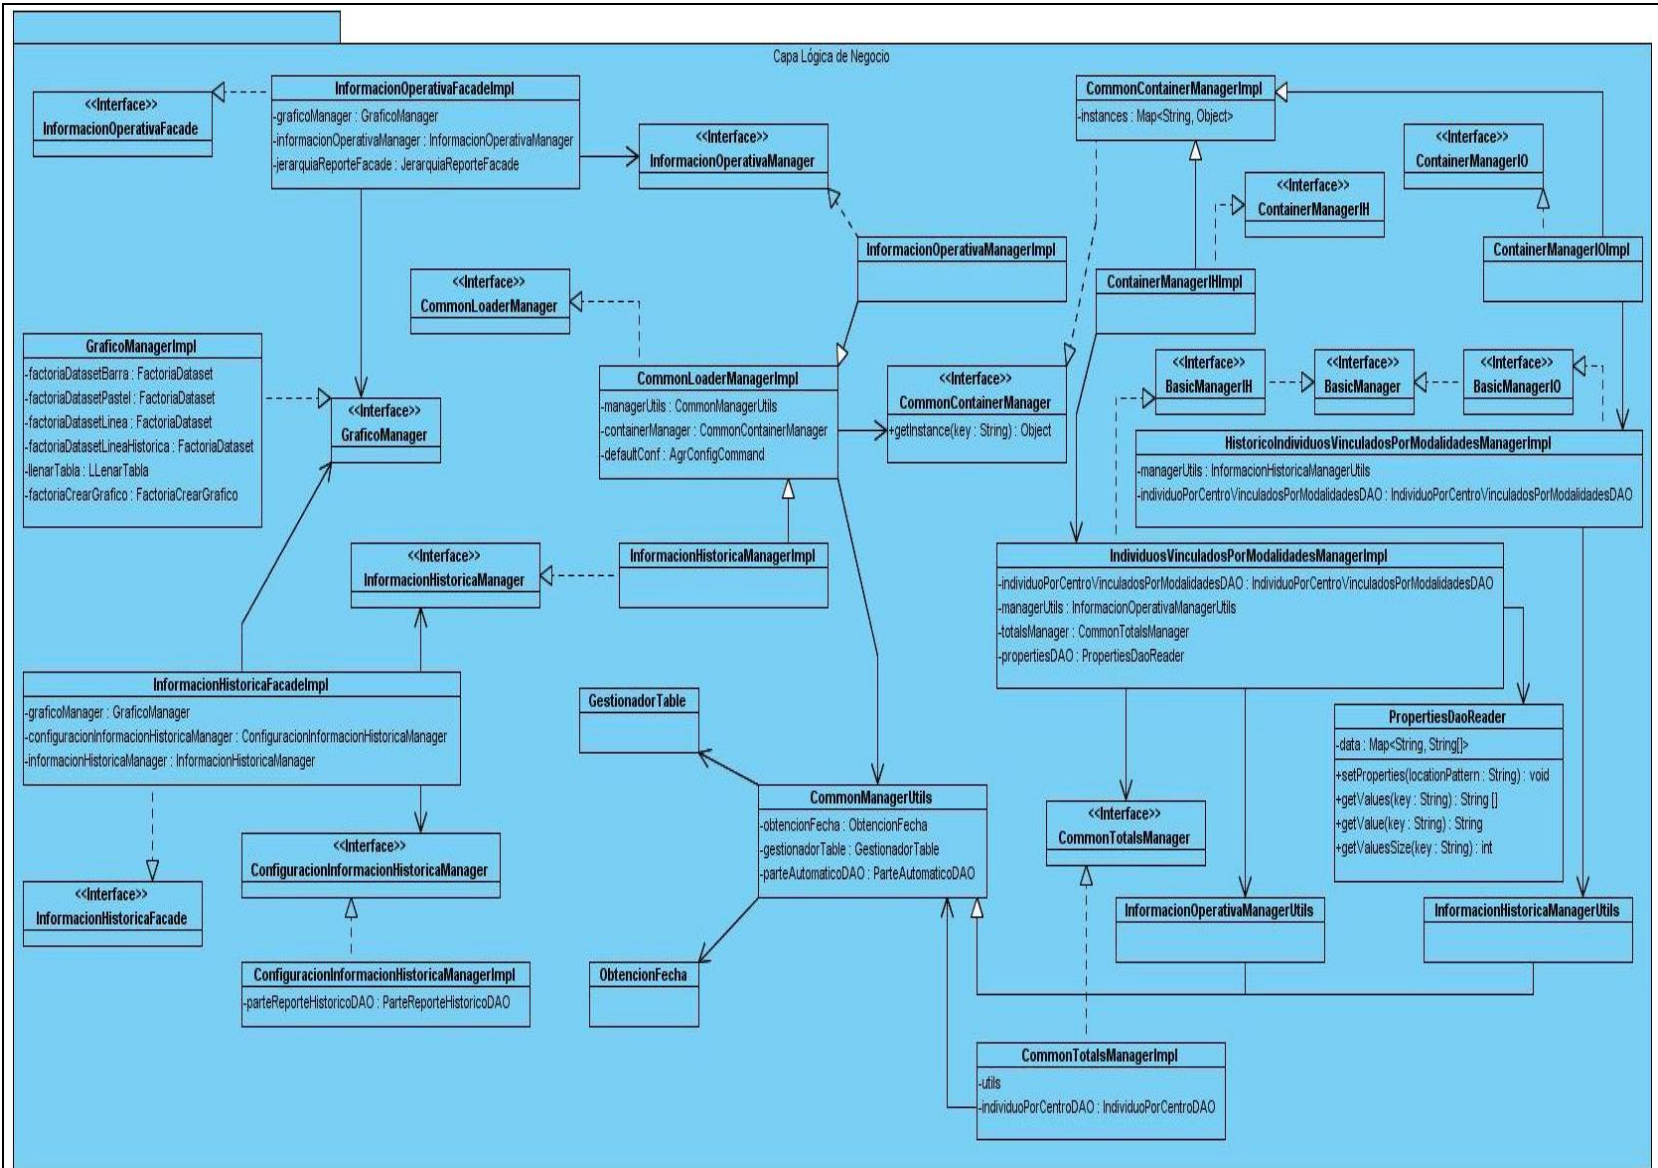 Capa Lógica de Negocio
<<Interface>>
InformacionOperativaFacade
InformacionOperativaFacadeImpl
-graficoManager : GraficoManager
-informacionOperativaManager : InformacionOperativaManager
-jerarquiaReporteFacade : JerarquiaReporteFacade
<<Interface>>
InformacionOperativaManager
CommonContainerManagerImpl
-instances : Map<String, Object>
<<Interface>>
ContainerManagerIO
<<Interface>>
ContainerManagerIH
InformacionOperativaManagerImpl
ContainerManagerIHImpl
ContainerManagerIOImpl
<<Interface>>
CommonLoaderManager
GraficoManagerImpl
-factoriaDatasetBarra : FactoriaDataset
-factoriaDatasetPastel : FactoriaDataset
-factoriaDatasetLinea : FactoriaDataset
-factoriaDatasetLineaHistorica : FactoriaDataset
-llenarTabla : LLenarTabla
-factoriaCrearGrafico : FactoriaCrearGrafico
<<Interface>>
GraficoManager
CommonLoaderManagerImpl
-managerUtils : CommonManagerUtils
-containerManager : CommonContainerManager
-defaultConf : AgrConfigCommand
<<Interface>>
CommonContainerManager
+getInstance(key : String) : Object
<<Interface>>
BasicManagerIH
<<Interface>>
BasicManager
<<Interface>>
BasicManagerIO
HistoricoIndividuosVinculadosPorModalidadesManagerImpl
-managerUtils : InformacionHistoricaManagerUtils
-individuoPorCentroVinculadosPorModalidadesDAO : IndividuoPorCentroVinculadosPorModalidadesDAO
<<Interface>>
InformacionHistoricaManager
InformacionHistoricaManagerImpl
IndividuosVinculadosPorModalidadesManagerImpl
-individuoPorCentroVinculadosPorModalidadesDAO : IndividuoPorCentroVinculadosPorModalidadesDAO
-managerUtils : InformacionOperativaManagerUtils
-totalsManager : CommonTotalsManager
-propertiesDAO : PropertiesDaoReader
InformacionHistoricaFacadeImpl
-graficoManager : GraficoManager
-configuracionInformacionHistoricaManager : ConfiguracionInformacionHistoricaManager
-informacionHistoricaManager : InformacionHistoricaManager
GestionadorTable
PropertiesDaoReader
-data : Map<String, String[]>
+setProperties(locationPattern : String) : void
+getValues(key : String) : String []
+getValue(key : String) : String
+getValuesSize(key : String) : int
CommonManagerUtils
-obtencionFecha : ObtencionFecha
-gestionadorTable : GestionadorTable
-parteAutomaticoDAO : ParteAutomaticoDAO
<<Interface>>
CommonTotalsManager
<<Interface>>
ConfiguracionInformacionHistoricaManager
<<Interface>>
InformacionHistoricaFacade
InformacionOperativaManagerUtils
InformacionHistoricaManagerUtils
ConfiguracionInformacionHistoricaManagerImpl
-parteReporteHistoricoDAO : ParteReporteHistoricoDAO
ObtencionFecha
CommonTotalsManagerImpl
-utils
-individuoPorCentroDAO : IndividuoPorCentroDAO